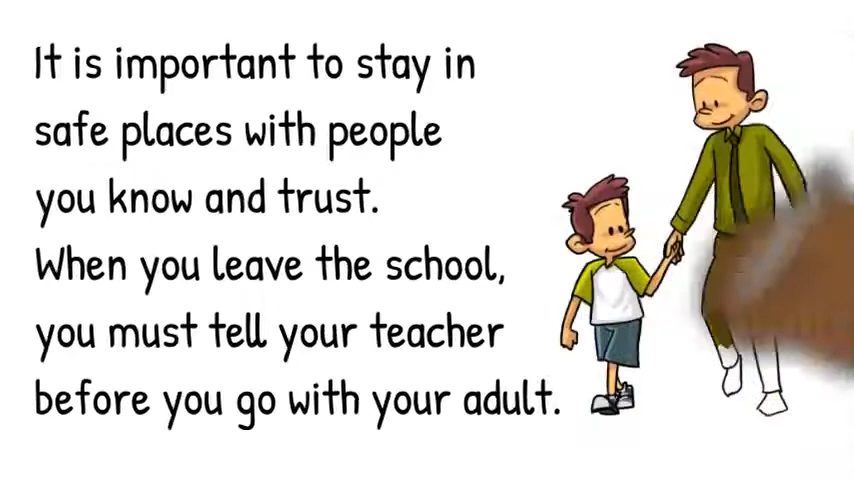 It is important to stay in
safe places with people
you know and trust.
When you leave the school,
you must tell your teacher
before you go with your adult.